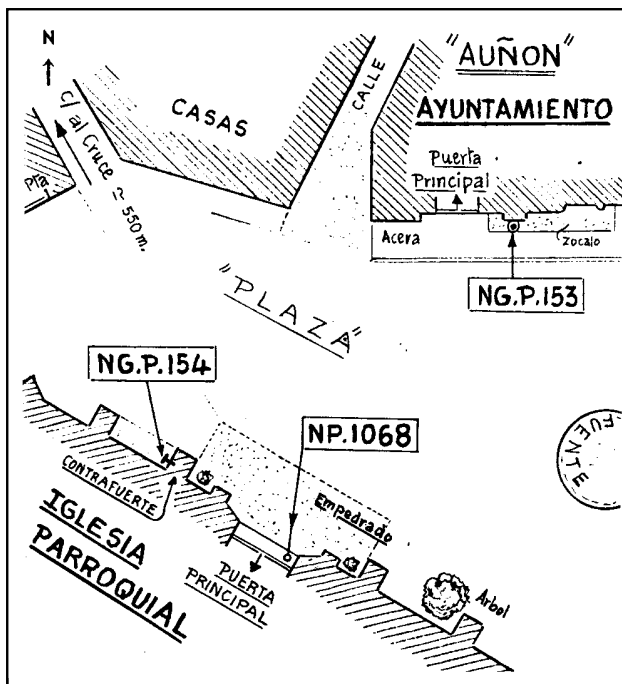 N
c/ al Cruce ≃ 550 m.
CASAS
CALLE
"AUÑON"
AYUNTAMIENTO
Puerta
Principal
Pta.
Acera
Zocalo
NG.P.153
"PLAZA"
NG.P.154
NP.1068
FUENTE
CONTRAFUERTE
Empedrado
IGLESIA
PARROQUIAL
PUERTA
PRINCIPAL
Arbol